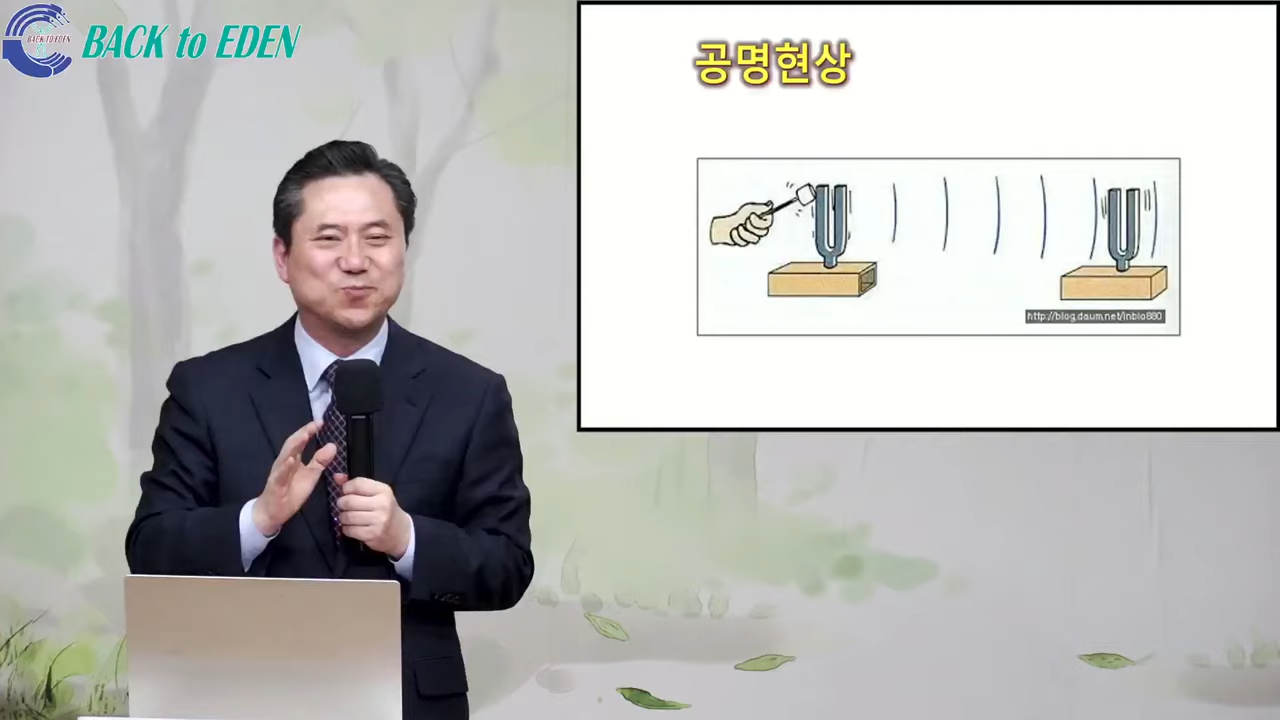 BACK TO EDEN
BACK to EDEN
공명현상
http://blog.daum.net/inbio880